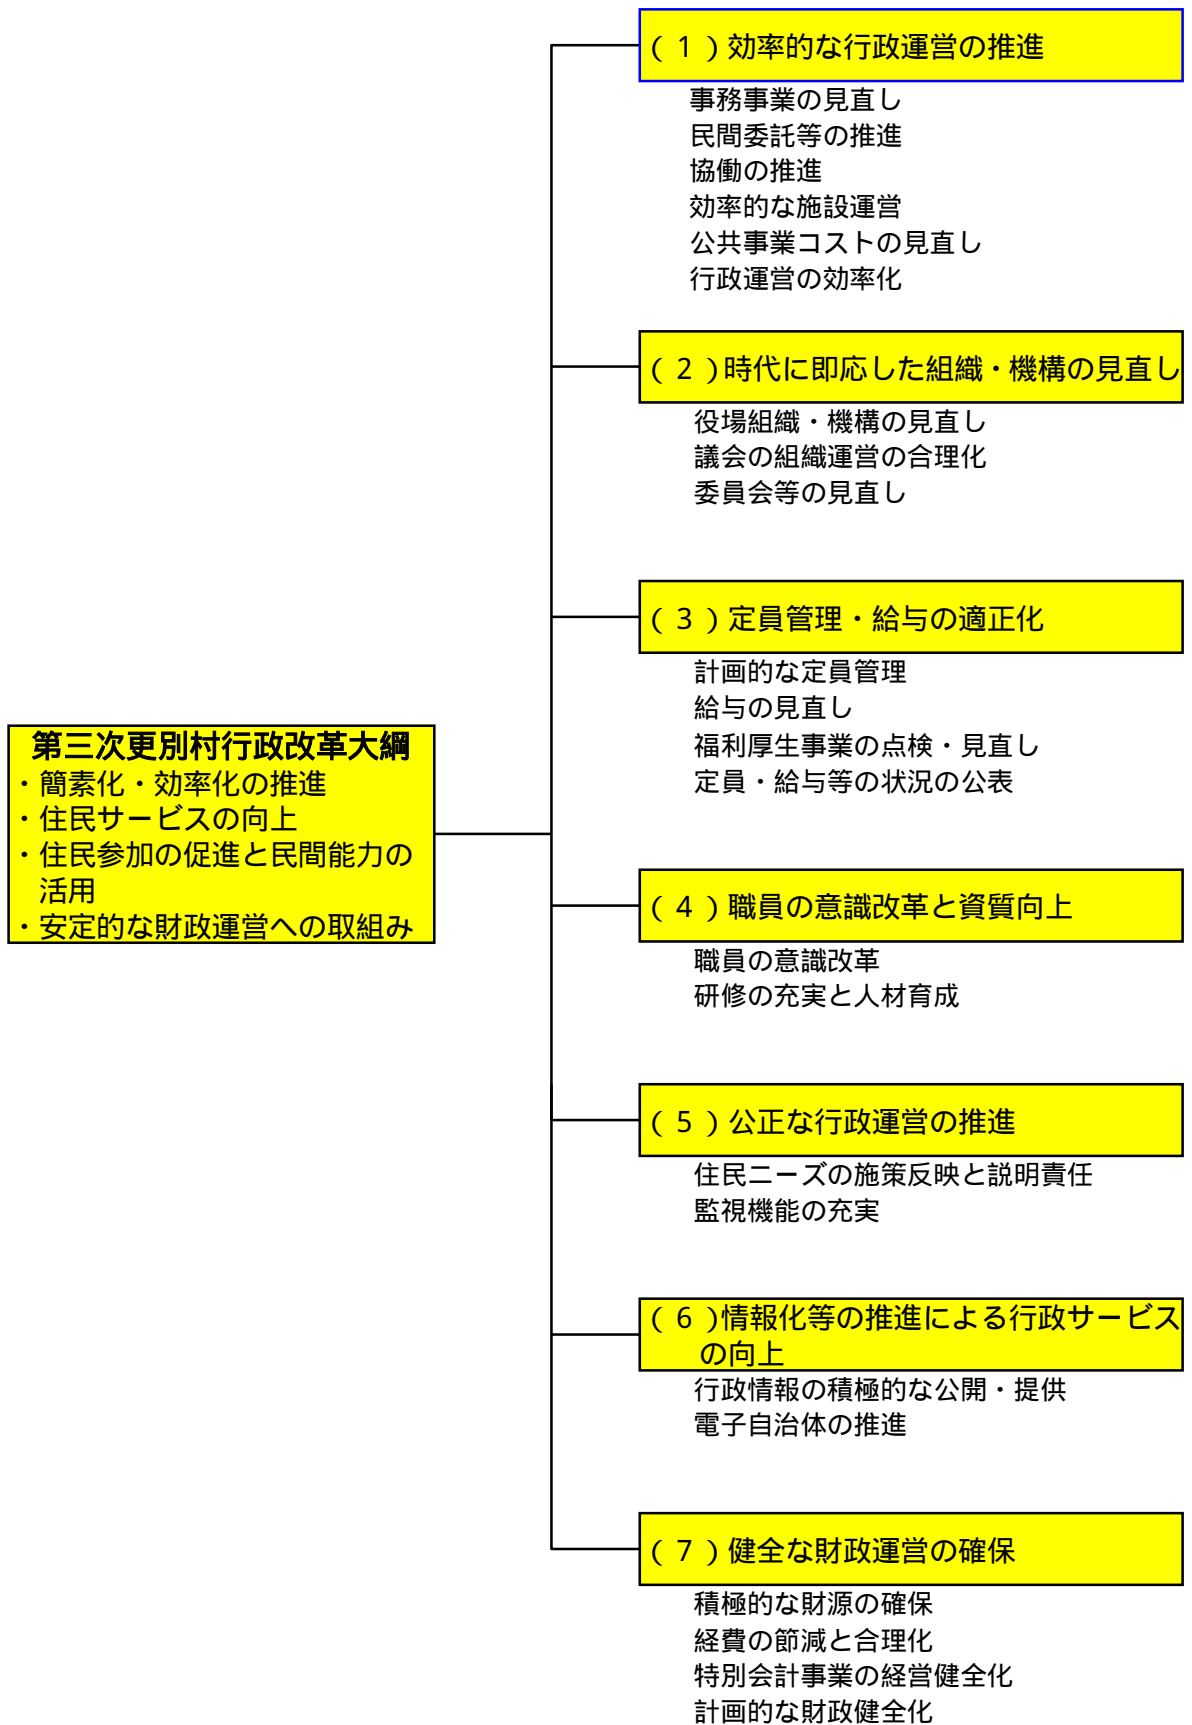 第三次更別村行政改革大綱
・簡素化・効率化の推進
・住民サービスの向上
・住民参加の促進と民間能力の
活用
・安定的な財政運営への取組み
（１）効率的な行政運営の推進
事務事業の見直し
民間委託等の推進
協働の推進
効率的な施設運営
公共事業コストの見直し
行政運営の効率化
（２）時代に即応した組織・機構の見直し
役場組織・機構の見直し
議会の組織運営の合理化
委員会等の見直し
（３）定員管理・給与の適正化
計画的な定員管理
給与の見直し
福利厚生事業の点検・見直し
定員・給与等の状況の公表
（４）職員の意識改革と資質向上
職員の意識改革
研修の充実と人材育成
（５）公正な行政運営の推進
住民ニーズの施策反映と説明責任
監視機能の充実
（６）情報化等の推進による行政サービス
の向上
行政情報の積極的な公開・提供
電子自治体の推進
（７）健全な財政運営の確保
積極的な財源の確保
経費の節減と合理化
特別会計事業の経営健全化
計画的な財政健全化